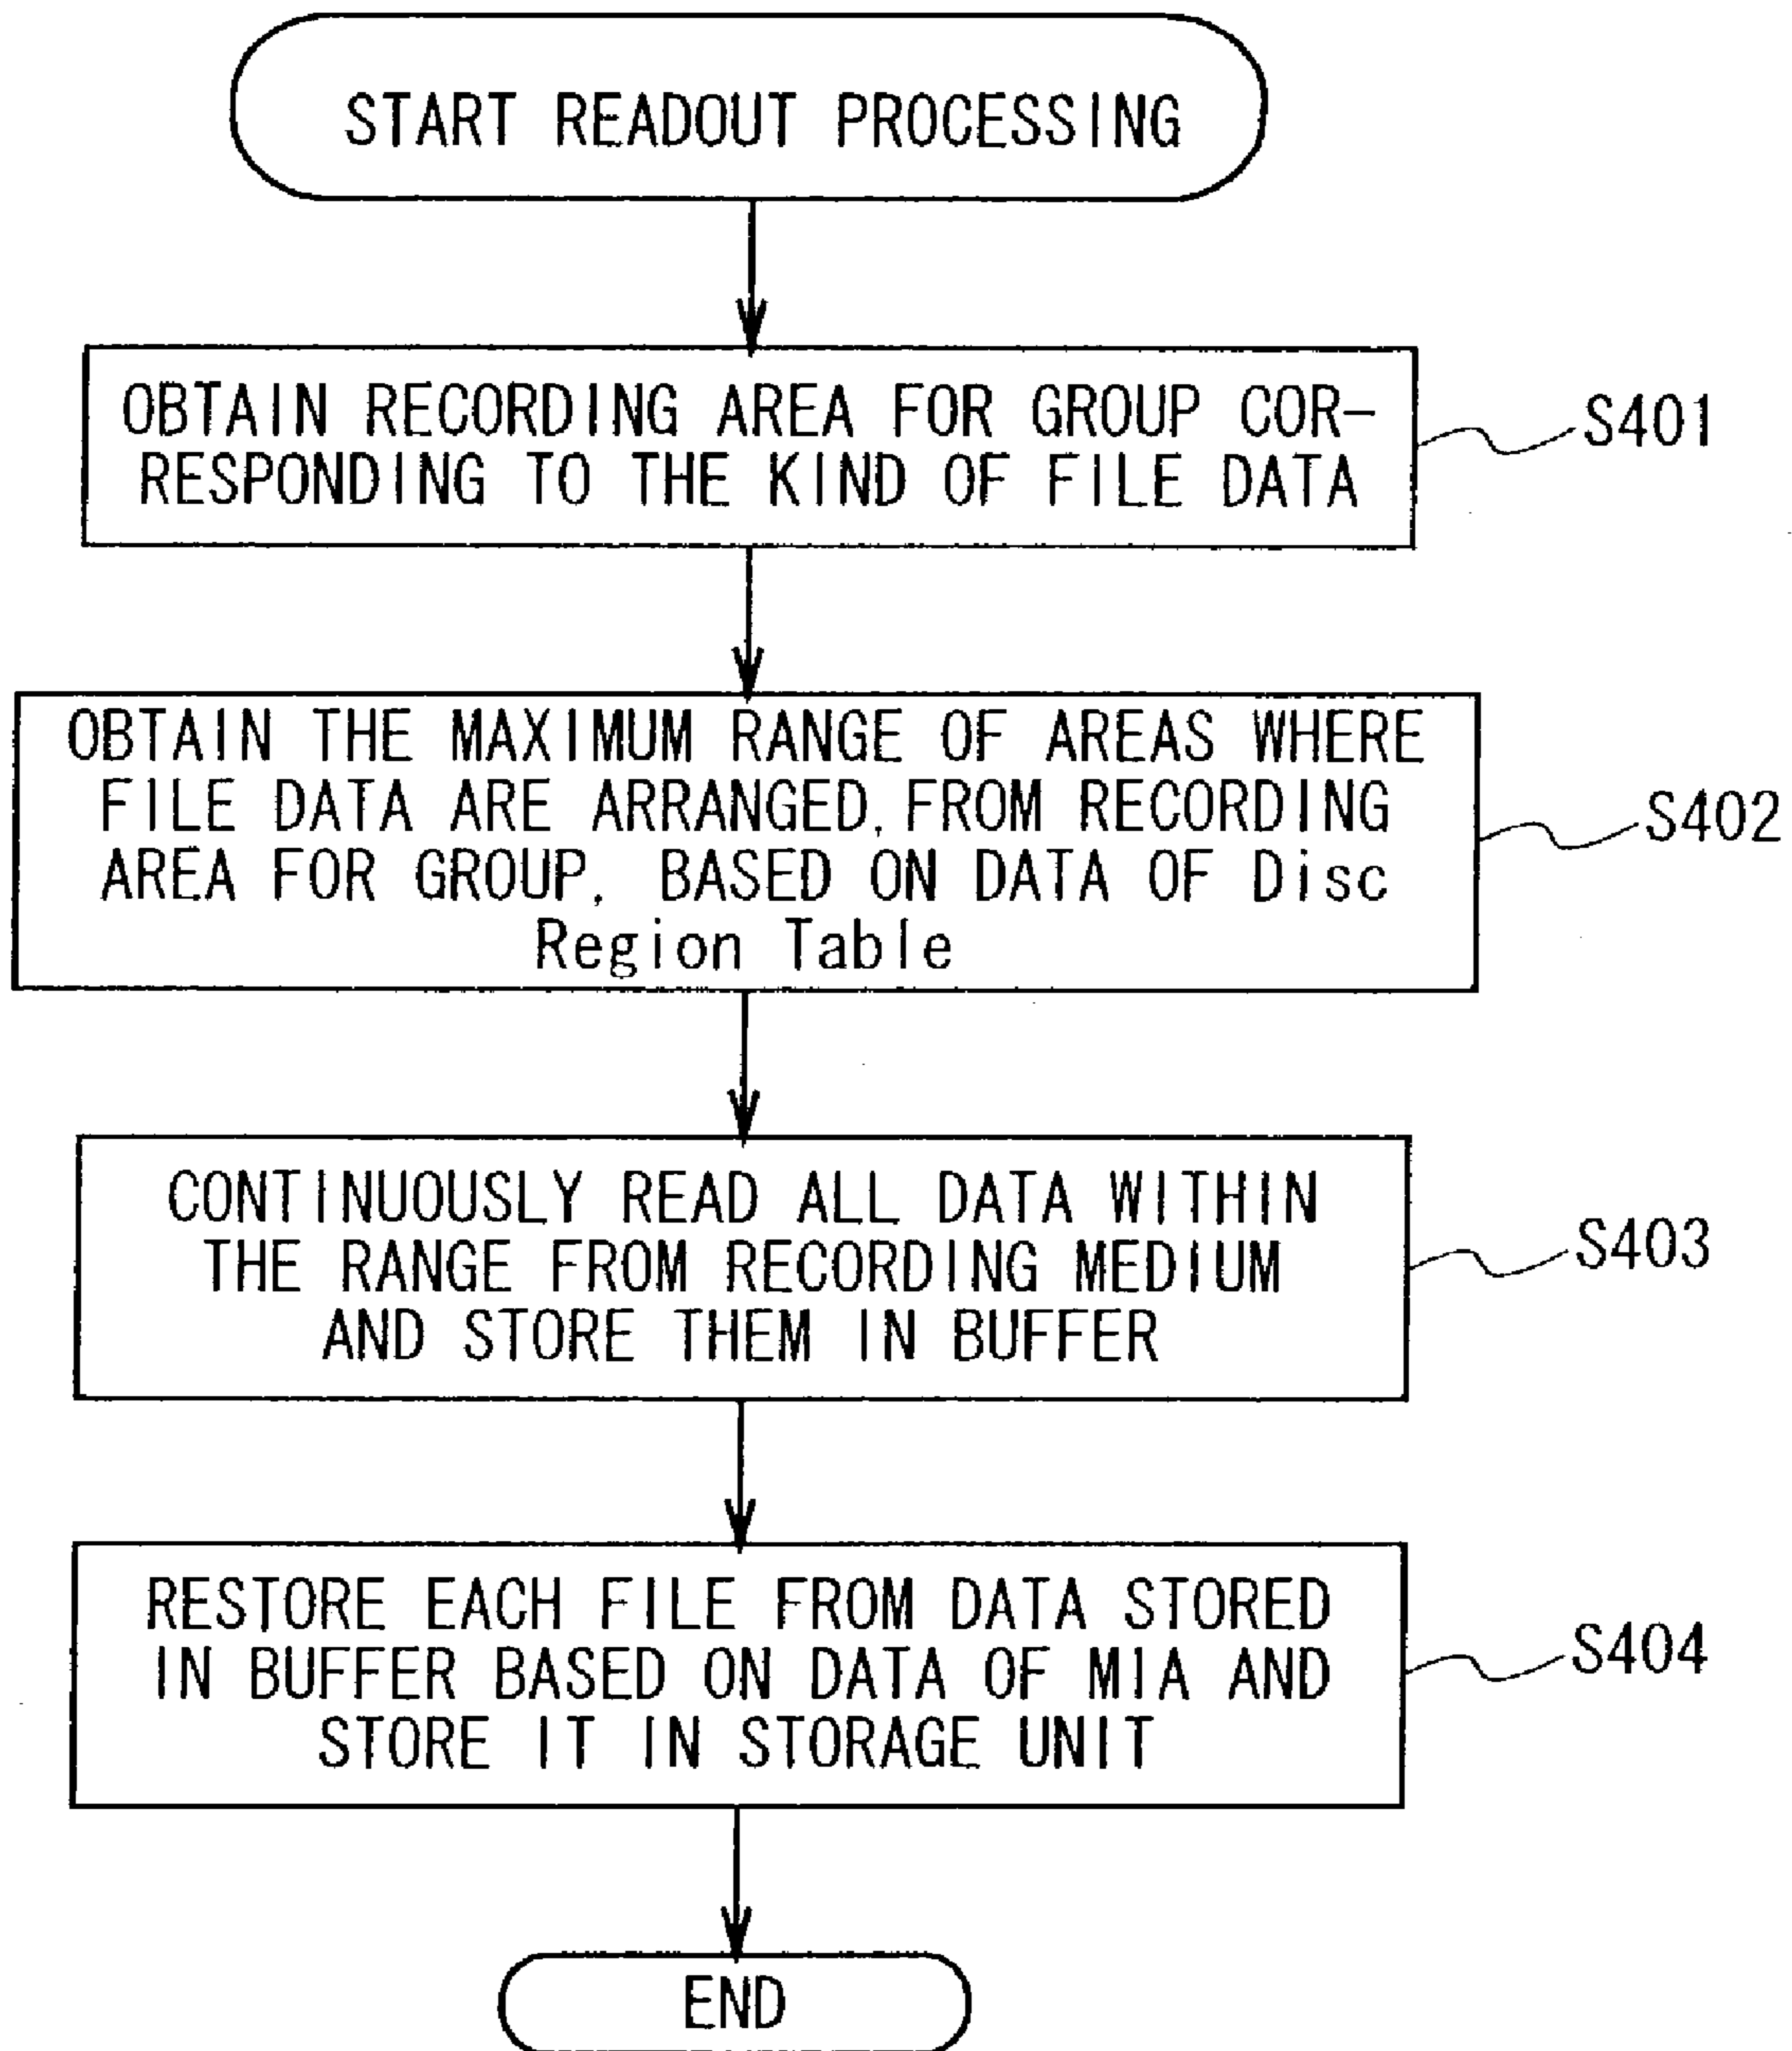 START READOUT PROCESSING
OBTAIN RECORDING AREA FOR GROUP COR-
RESPONDING TO THE KIND OF FILE DATA
S401
OBTAIN THE MAXIMUM RANGE OF AREAS WHERE
FILE DATA ARE ARRANGED, FROM RECORDING
AREA FOR GROUP, BASED ON DATA OF Disc
Region Table
S402
CONTINUOUSLY READ ALL DATA WITHIN
THE RANGE FROM RECORDING MEDIUM
AND STORE THEM IN BUFFER
S403
RESTORE EACH FILE FROM DATA STORED
IN BUFFER BASED ON DATA OF MIA AND
STORE IT IN STORAGE UNIT
S404
END